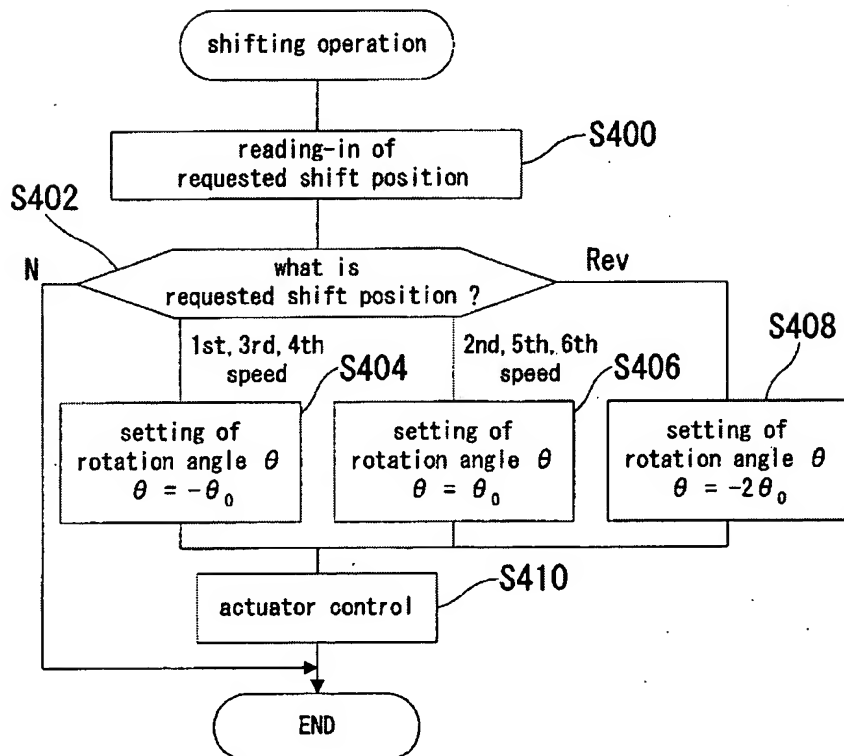 shifting operation
S400
reading-in of
requested shift position
S402
N
what is
requested shift position ?
Rev
1st, 3rd, 4th
speed
S404
2nd, 5th, 6th
speed
S406
S408
setting of
rotation angle θ
θ = -θ₀
setting of
rotation angle θ
θ = θ₀
setting of
rotation angle θ
θ = -2θ₀
actuator control
S410
END